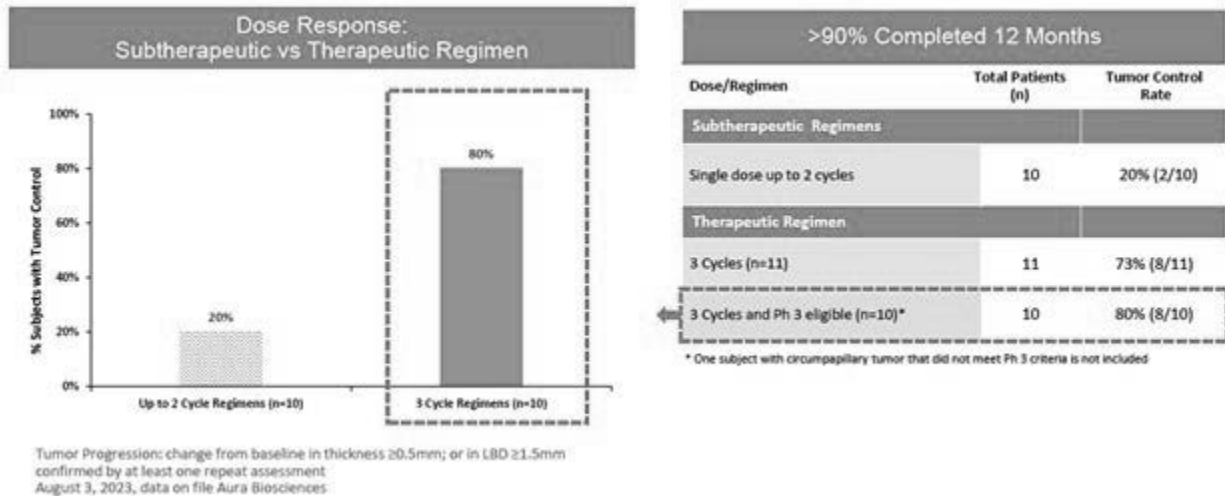 Dose Response:
Subtherapeutic vs Therapeutic Regimen
% Subjects with Tumor Control
100%
80%
60%
40%
20%
0%
20%
80%
Up to 2 Cycle Regimens (n=10)
3 Cycle Regimens (n=10)
Tumor Progression: change from baseline in thickness ≥0.5mm; or in LBD ≥1.5mm
confirmed by at least one repeat assessment
August 3, 2023, data on file Aura Biosciences
>90% Completed 12 Months
Dose/Regimen Total Patients (n) Tumor Control Rate
Subtherapeutic Regimens
Single dose up to 2 cycles 10 20% (2/10)
Therapeutic Regimen
3 Cycles (n=11) 11 73% (8/11)
3 Cycles and Ph 3 eligible (n=10)* 10 80% (8/10)
* One subject with circumpapillary tumor that did not meet Ph 3 criteria is not included